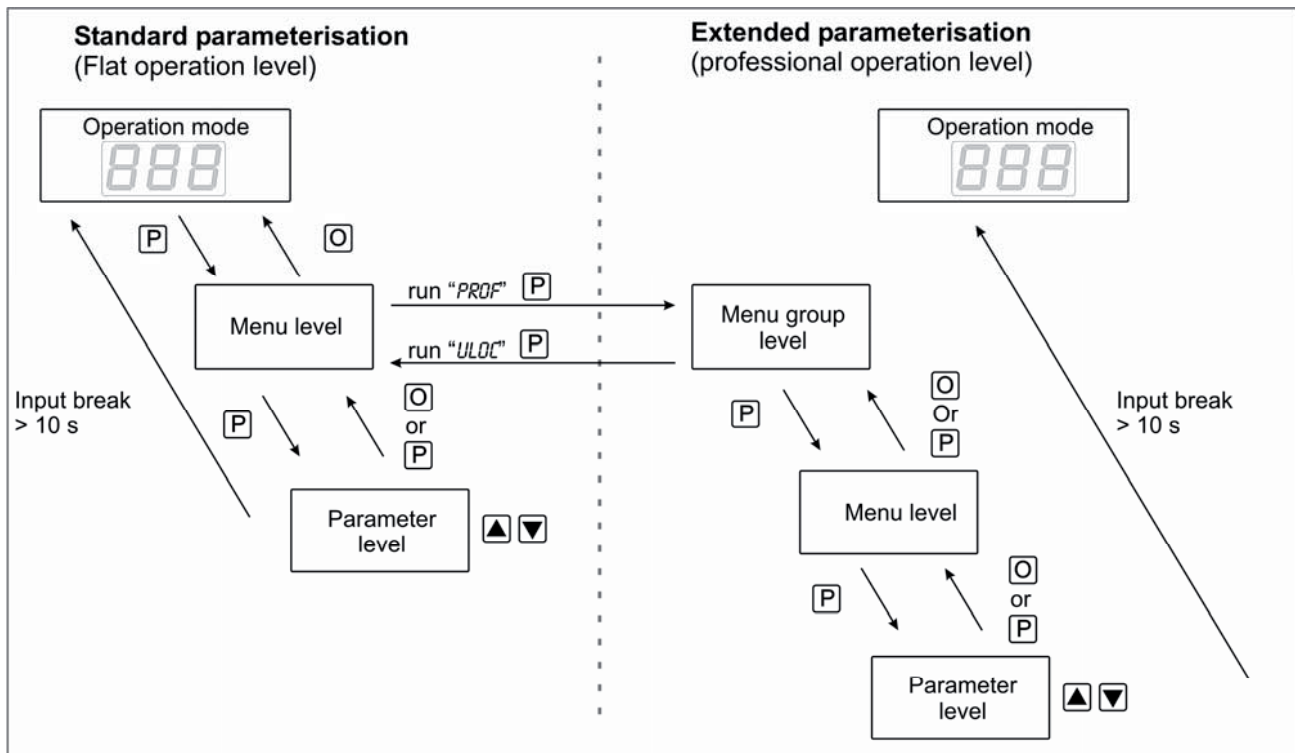 Standard parameterisation
(Flat operation level)
Operation mode
888
P
O
Menu level
run “PROF” P
run “ULOC” P
Input break
> 10 s
P
O
or
P
Parameter
level
▲ ▼
Extended parameterisation
(professional operation level)
Operation mode
888
Menu group
level
P
O
Or
P
Input break
> 10 s
Menu level
P
O
or
P
Parameter
level
▲ ▼